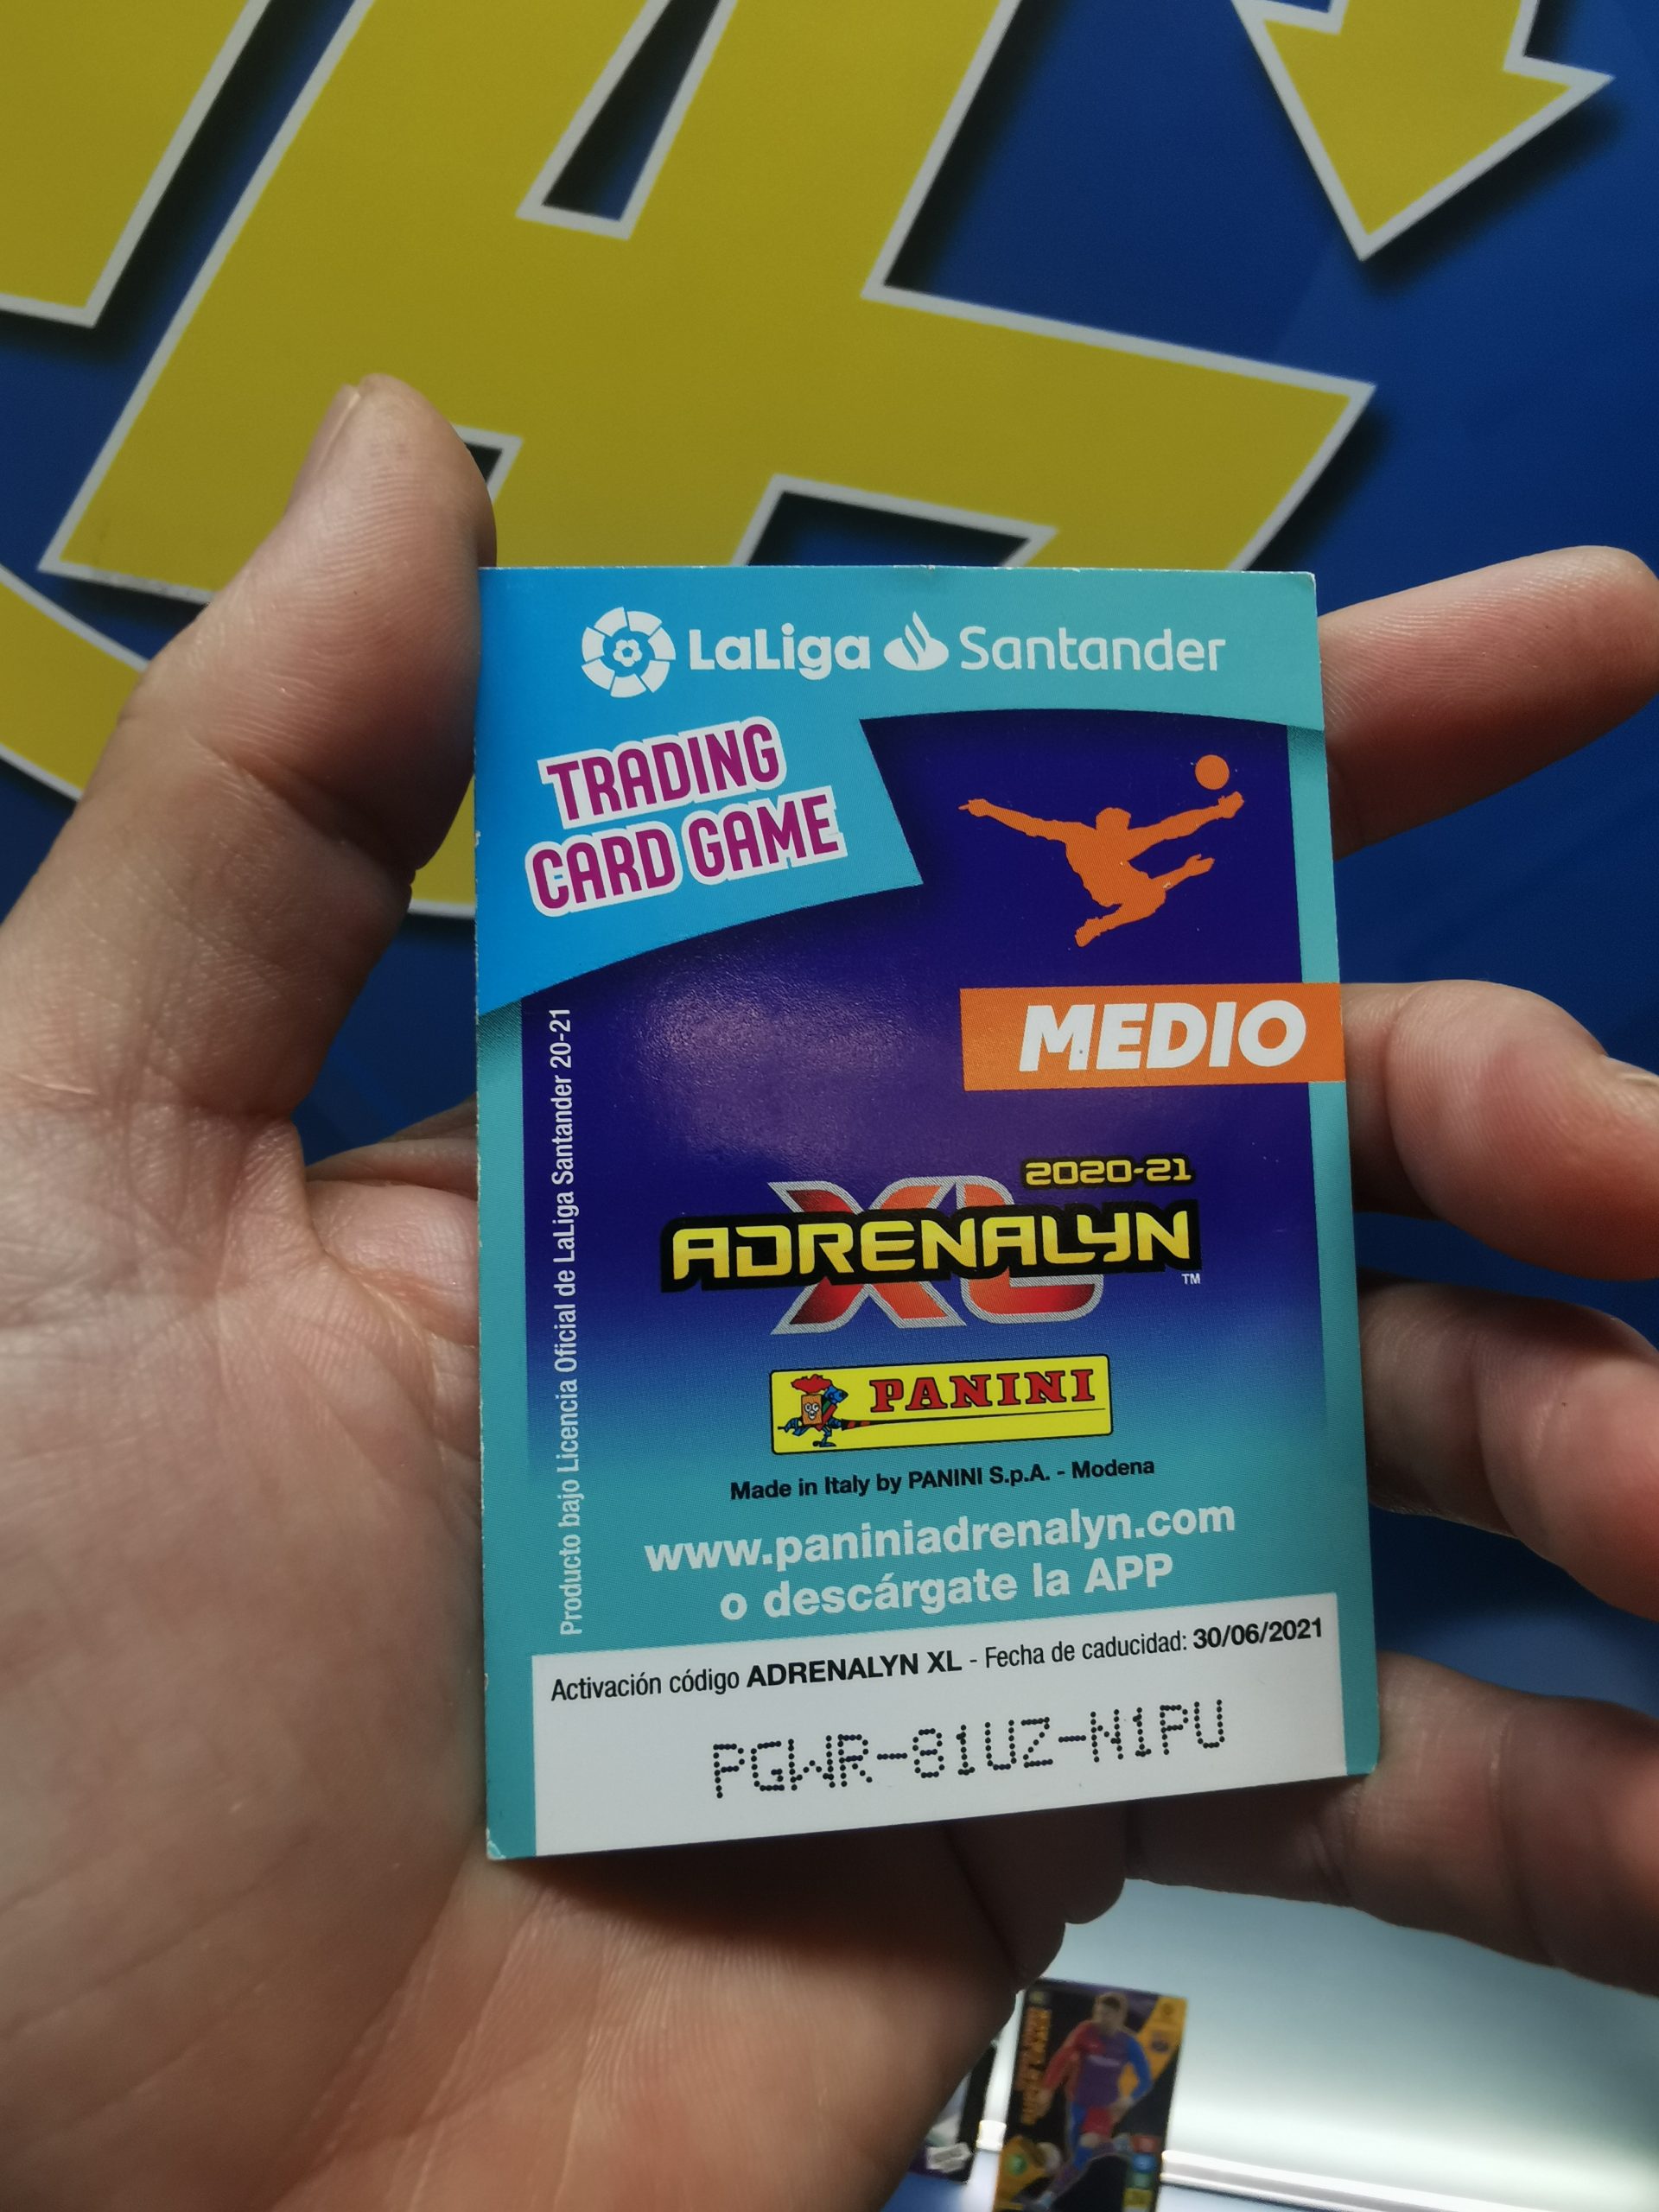 LaLiga Santander
TRADING
CARD GAME
MEDIO
Producto bajo Licencia Oficial de LaLiga Santander 20-21
2020-21
ADRENALYN
XL
TM
PANINI
Made in Italy by PANINI S.p.A. - Modena
www.paniniadrenalyn.com
o descárgate la APP
Activación código ADRENALYN XL - Fecha de caducidad: 30/06/2021
PGWR-81UZ-N1PU